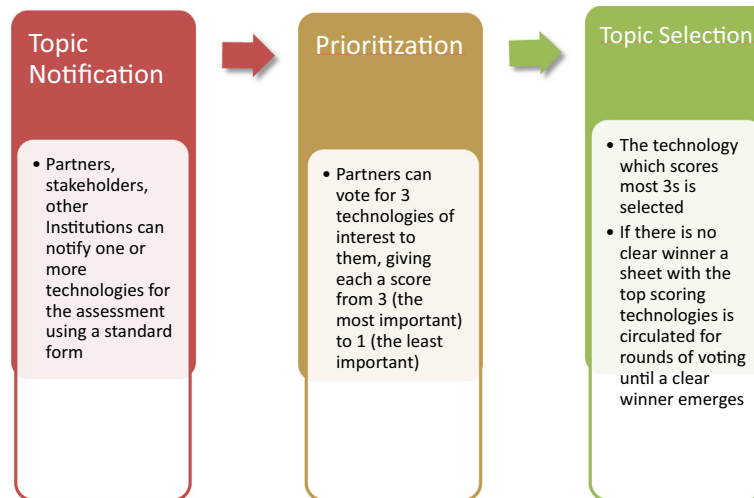 Topic
Notification
• Partners,
stakeholders,
other
Institutions can
notify one or
more
technologies for
the assessment
using a standard
form
Prioritization
• Partners can
vote for 3
technologies of
interest to
them, giving
each a score
from 3 (the
most important)
to 1 (the least
important)
Topic Selection
• The technology
which scores
most 3s is
selected
• If there is no
clear winner a
sheet with the
top scoring
technologies is
circulated for
rounds of voting
until a clear
winner emerges